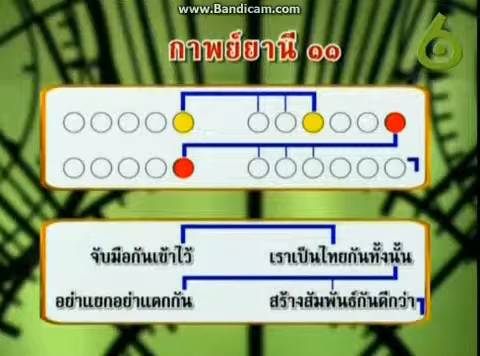 www.Bandicam.com
กาพย์ยานี ๑๑
จับมือกันเข้าไว้ เราเป็นไทยกันทั้งนั้น
อย่าแยกอย่าแตกกัน สร้างสัมพันธ์กันดีกว่า